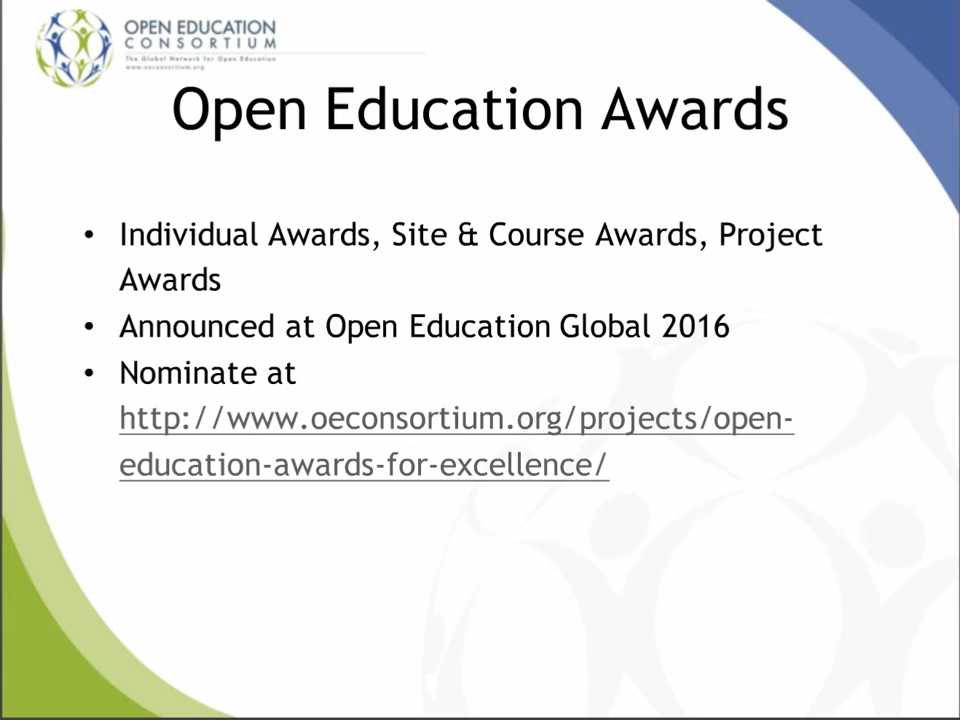 OPEN EDUCATION
CONSORTIUM
The Global Network for Open Education
www.oeconsortium.org
Open Education Awards
• Individual Awards, Site & Course Awards, Project
Awards
• Announced at Open Education Global 2016
• Nominate at
http://www.oeconsortium.org/projects/open-
education-awards-for-excellence/